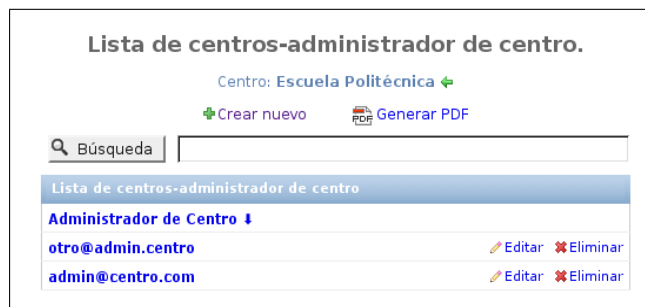 Lista de centros-administrador de centro.
Centro: Escuela Politécnica
Crear nuevo PDF Generar PDF
Búsqueda
Lista de centros-administrador de centro
Administrador de Centro
otro@admin.centro Editar Eliminar
admin@centro.com Editar Eliminar